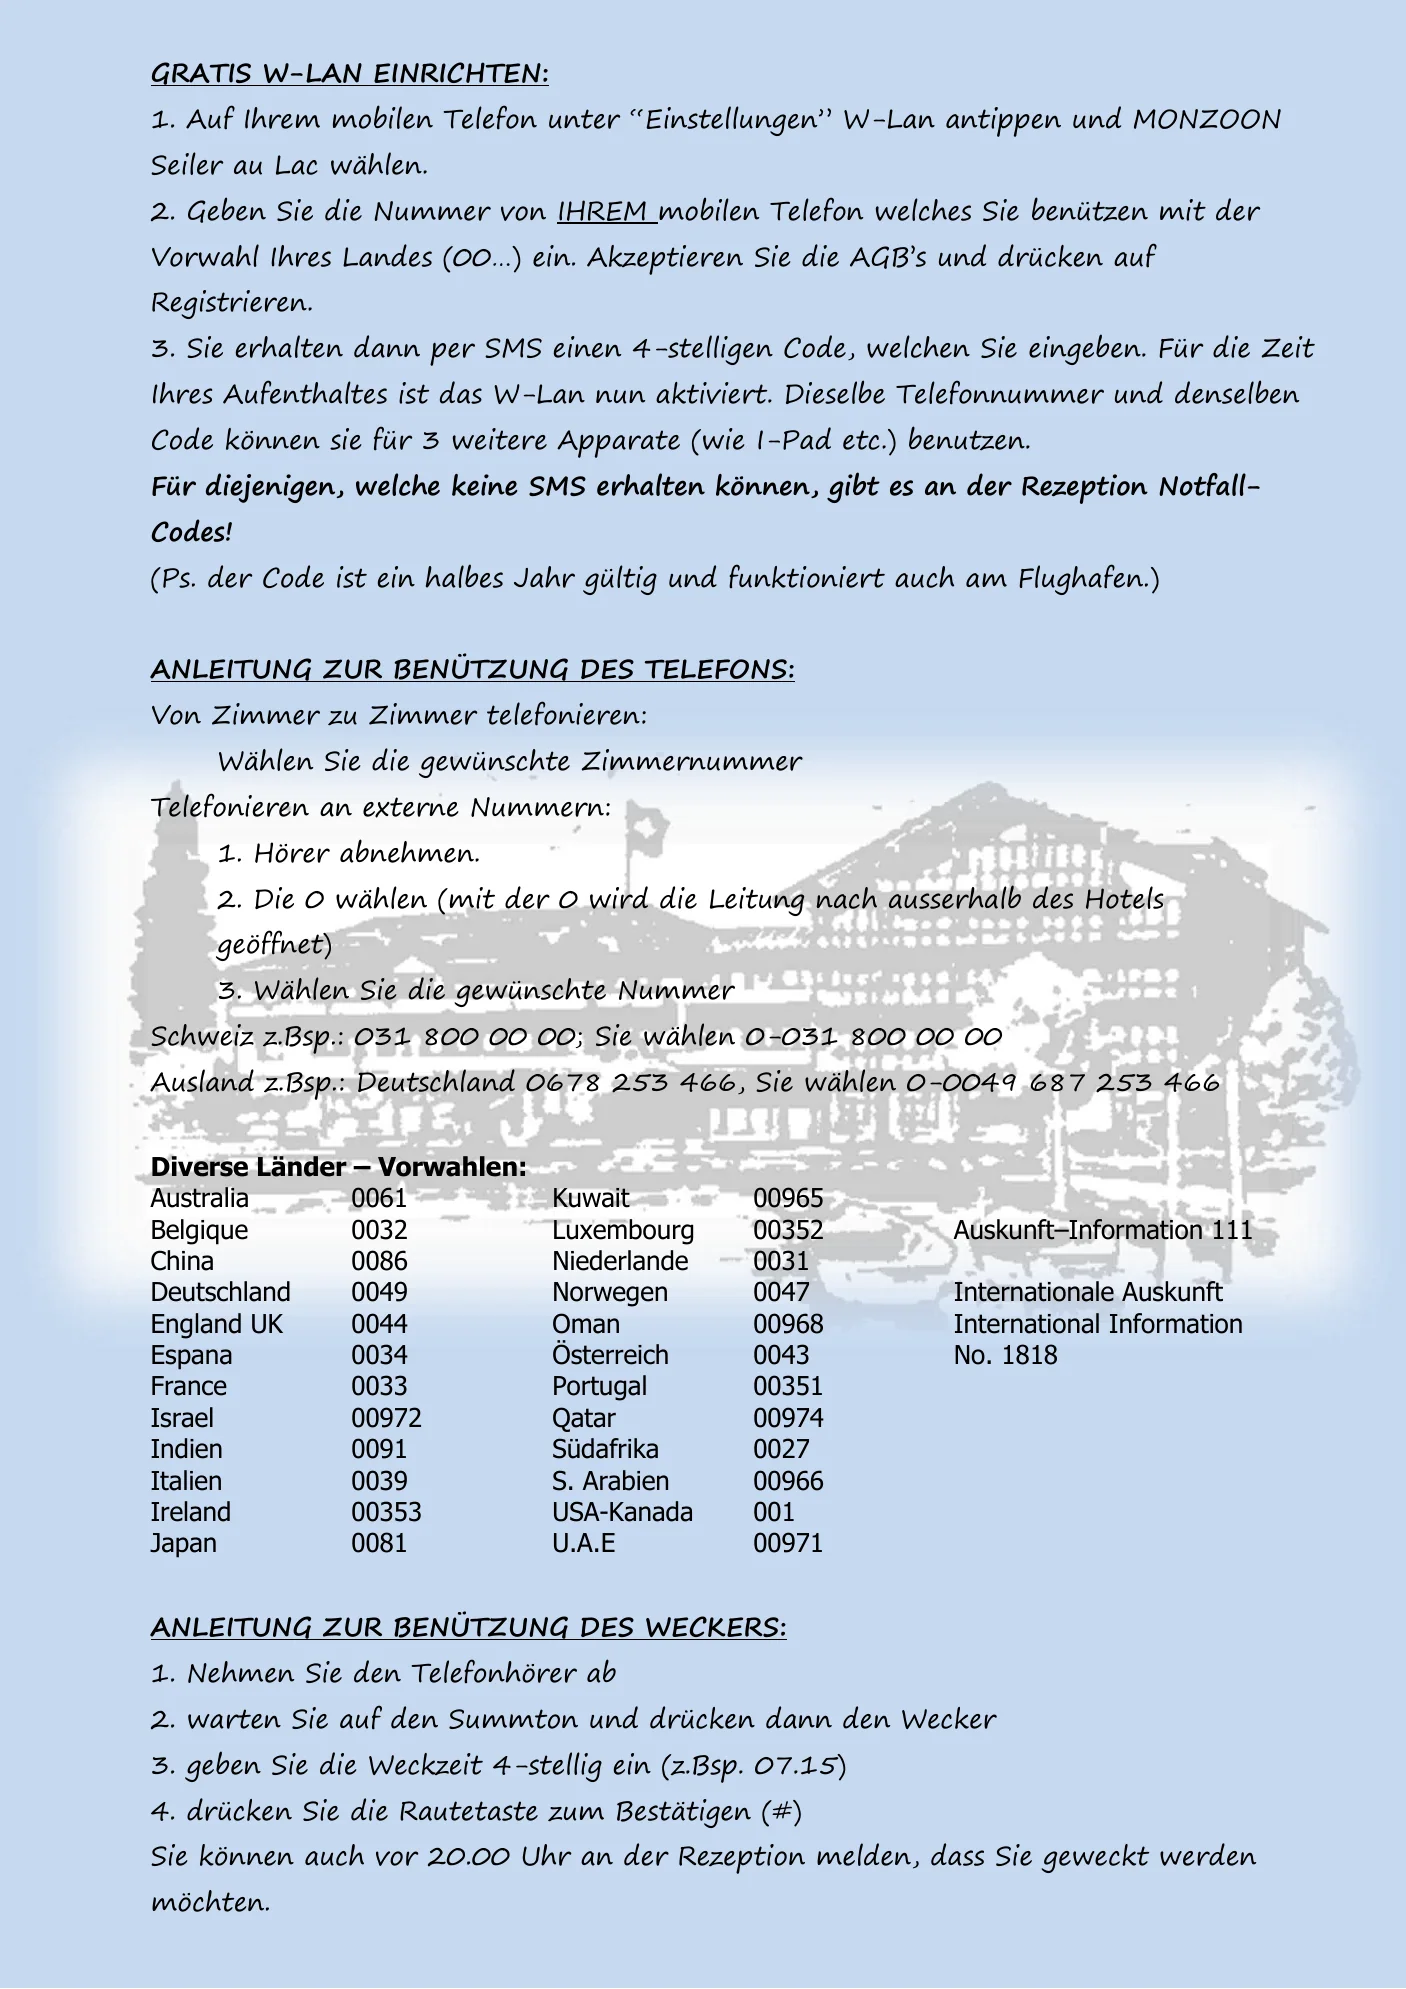 GRATIS W-LAN EINRICHTEN:
1. Auf Ihrem mobilen Telefon unter “Einstellungen” W-Lan antippen und MONZOON
Seiler au Lac wählen.
2. Geben Sie die Nummer von IHREM mobilen Telefon welches Sie benützen mit der
Vorwahl Ihres Landes (00…) ein. Akzeptieren Sie die AGB’s und drücken auf
Registrieren.
3. Sie erhalten dann per SMS einen 4-stelligen Code, welchen Sie eingeben. Für die Zeit
Ihres Aufenthaltes ist das W-Lan nun aktiviert. Dieselbe Telefonnummer und denselben
Code können sie für 3 weitere Apparate (wie I-Pad etc.) benutzen.
Für diejenigen, welche keine SMS erhalten können, gibt es an der Rezeption Notfall-
Codes!
(Ps. der Code ist ein halbes Jahr gültig und funktioniert auch am Flughafen.)
ANLEITUNG ZUR BENÜTZUNG DES TELEFONS:
Von Zimmer zu Zimmer telefonieren:
Wählen Sie die gewünschte Zimmernummer
Telefonieren an externe Nummern:
1. Hörer abnehmen.
2. Die 0 wählen (mit der 0 wird die Leitung nach ausserhalb des Hotels
geöffnet)
3. Wählen Sie die gewünschte Nummer
Schweiz z.Bsp.: 031 800 00 00; Sie wählen 0-031 800 00 00
Ausland z.Bsp.: Deutschland 0678 253 466, Sie wählen 0-0049 687 253 466
Diverse Länder – Vorwahlen:
Australia 0061 Kuwait 00965
Belgique 0032 Luxembourg 00352 Auskunft–Information 111
China 0086 Niederlande 0031
Deutschland 0049 Norwegen 0047 Internationale Auskunft
England UK 0044 Oman 00968 International Information
Espana 0034 Österreich 0043 No. 1818
France 0033 Portugal 00351
Israel 00972 Qatar 00974
Indien 0091 Südafrika 0027
Italien 0039 S. Arabien 00966
Ireland 00353 USA-Kanada 001
Japan 0081 U.A.E 00971
ANLEITUNG ZUR BENÜTZUNG DES WECKERS:
1. Nehmen Sie den Telefonhörer ab
2. warten Sie auf den Summton und drücken dann den Wecker
3. geben Sie die Weckzeit 4-stellig ein (z.Bsp. 07.15)
4. drücken Sie die Rautetaste zum Bestätigen (#)
Sie können auch vor 20.00 Uhr an der Rezeption melden, dass Sie geweckt werden
möchten.